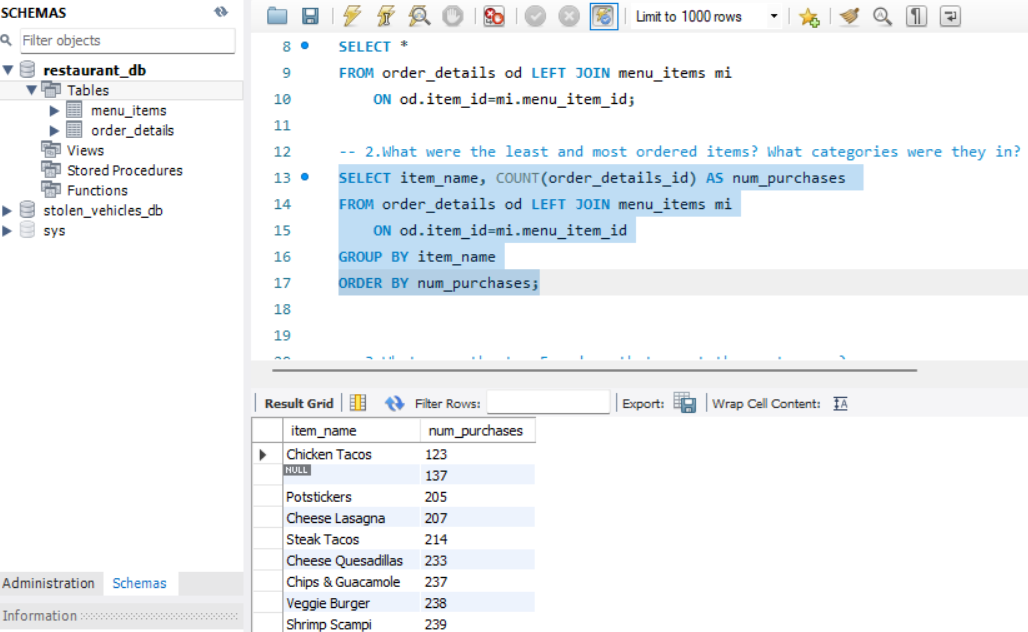 SCHEMAS
Filter objects
restaurant_db
Tables
menu_items
order_details
Views
Stored Procedures
Functions
stolen_vehicles_db
sys
Administration Schemas
Information
Limit to 1000 rows
8 SELECT *
9 FROM order_details od LEFT JOIN menu_items mi
10 ON od.item_id=mi.menu_item_id;
11
12 -- 2.What were the least and most ordered items? What categories were they in?
13 SELECT item_name, COUNT(order_details_id) AS num_purchases
14 FROM order_details od LEFT JOIN menu_items mi
15 ON od.item_id=mi.menu_item_id
16 GROUP BY item_name
17 ORDER BY num_purchases;
18
19
Result Grid Filter Rows: Export: Wrap Cell Content:
item_name num_purchases
Chicken Tacos 123
NULL 137
Potstickers 205
Cheese Lasagna 207
Steak Tacos 214
Cheese Quesadillas 233
Chips & Guacamole 237
Veggie Burger 238
Shrimp Scampi 239